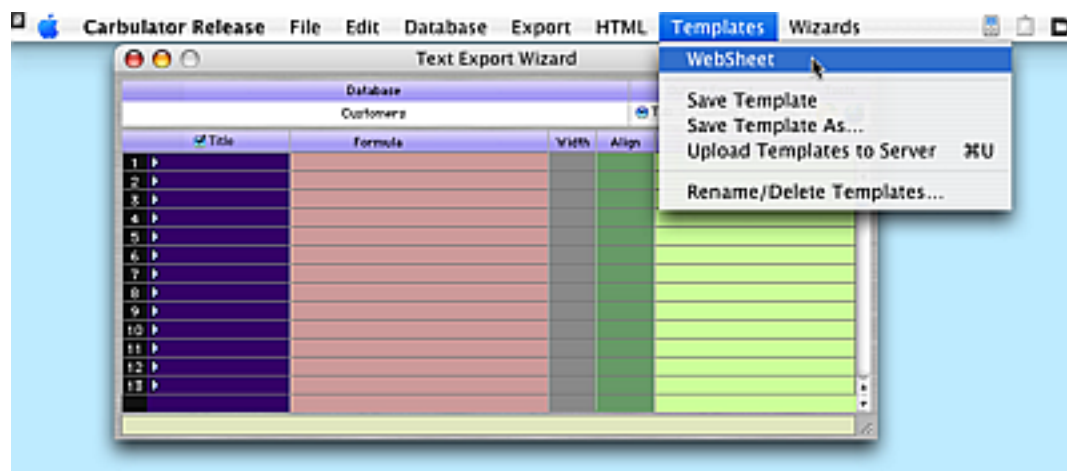 Carbulator Release File Edit Database Export HTML Templates Wizards
Text Export Wizard
WebSheet
Database
Customers
Save Template
Save Template As...
Upload Templates to Server ⌘U
Rename/Delete Templates...
Title Formula Width Align
1
2
3
4
5
6
7
8
9
10
11
12
13